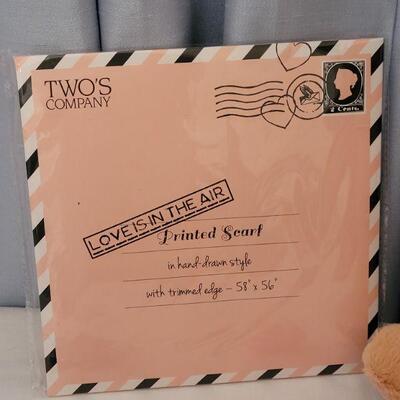 TWO'S
COMPANY
2 Cents.
LOVE IS IN THE AIR
Printed Scarf
in hand-drawn style
with trimmed edge – 58" x 56"